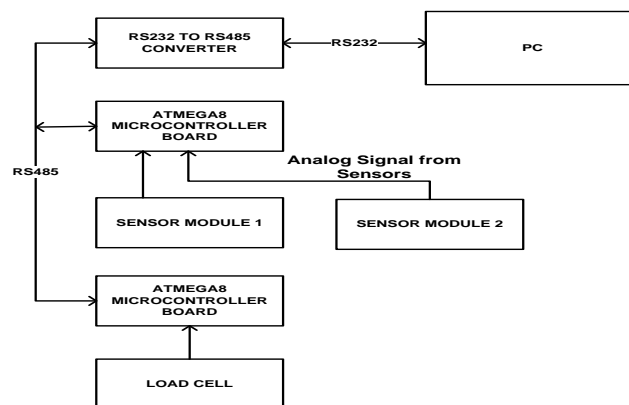 RS232 TO RS485
CONVERTER
RS232
PC
ATMEGA8
MICROCONTROLLER
BOARD
Analog Signal from
Sensors
RS485
SENSOR MODULE 1
SENSOR MODULE 2
ATMEGA8
MICROCONTROLLER
BOARD
LOAD CELL